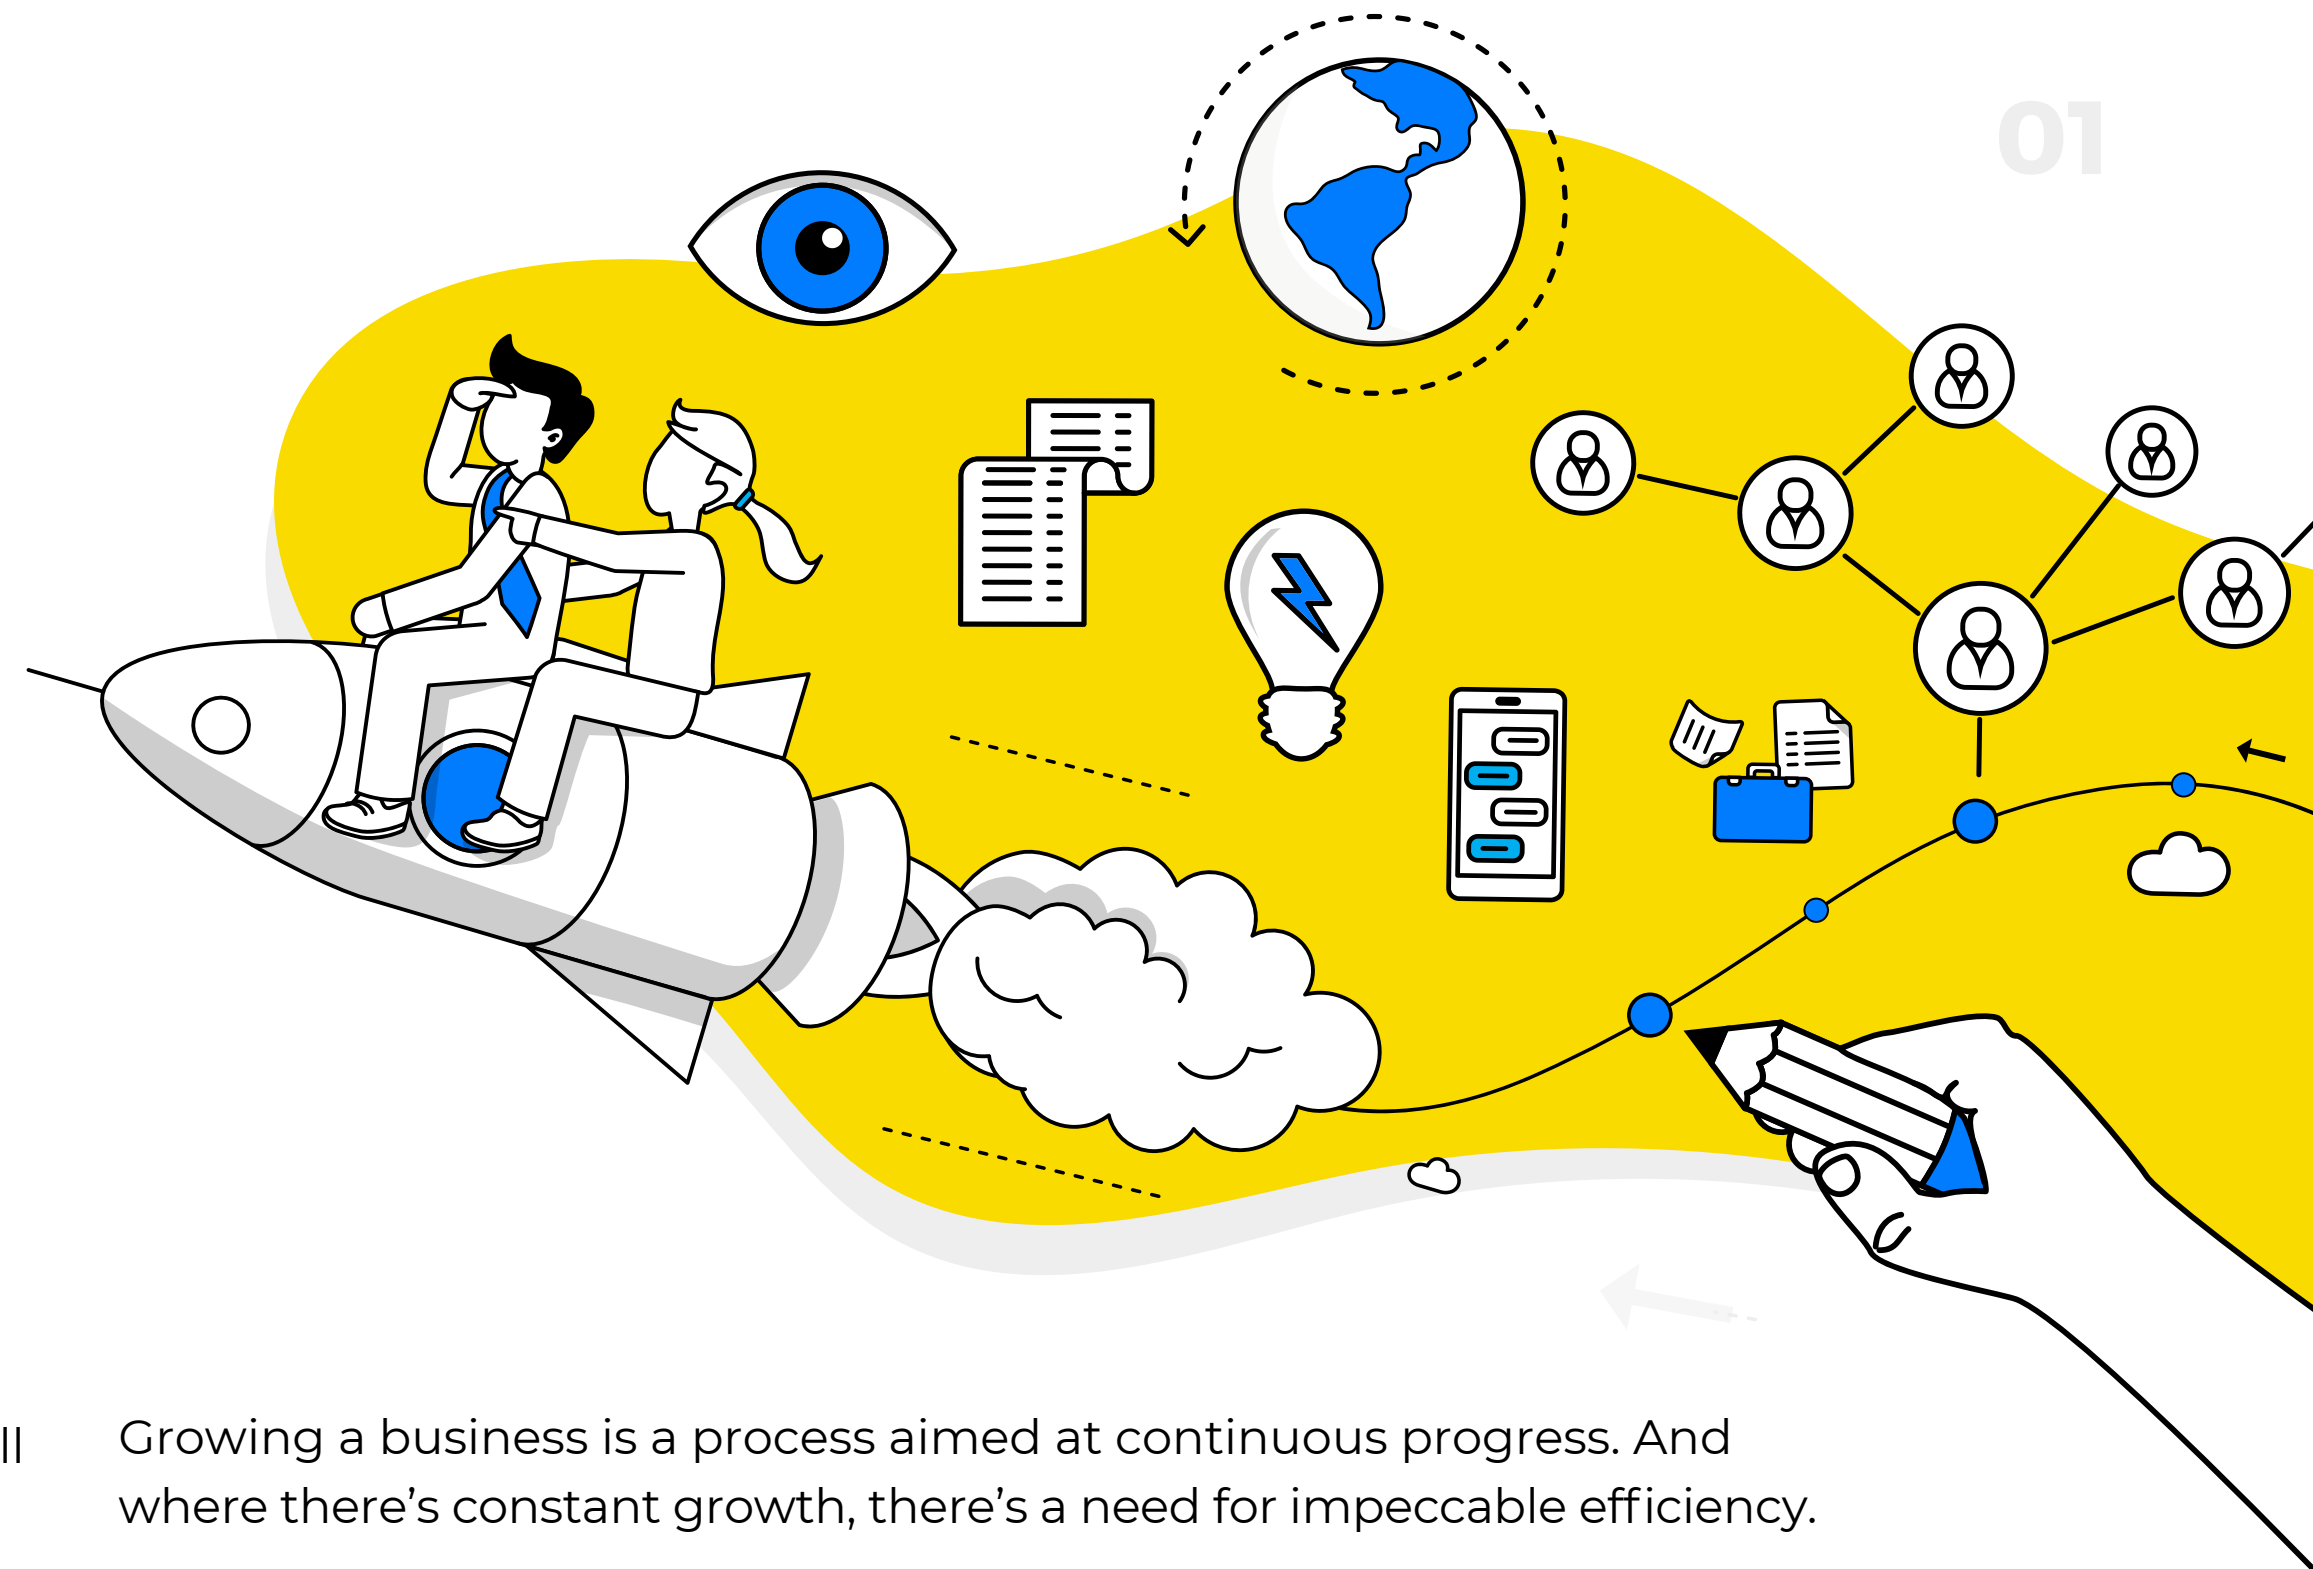 01
Growing a business is a process aimed at continuous progress. And
where there’s constant growth, there’s a need for impeccable efficiency.